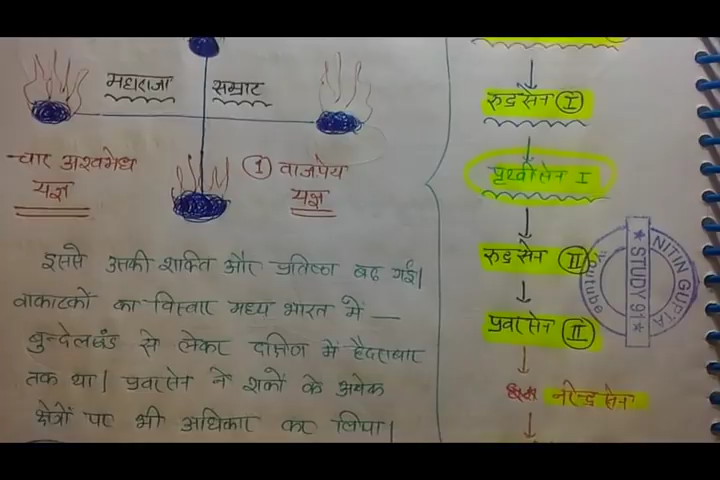 महाराजा सम्राट
चार अश्वमेध
यज्ञ
① वाजपेय
यज्ञ
इससे उसकी शक्ति और प्रतिष्ठा बढ़ गई।
वाकाटकों का विस्तार मध्य भारत में —
बुन्देलखंड से लेकर दक्षिण में हैदराबाद
तक था। प्रवरसेन ने शकों के अनेक
क्षेत्रों पर भी अधिकार कर लिया।
रुद्रसेन I
पृथ्वीसेन I
रुद्रसेन II
प्रवरसेन II
नरेन्द्रसेन
NITIN GUPTA
★ STUDY 91 ★
youtube